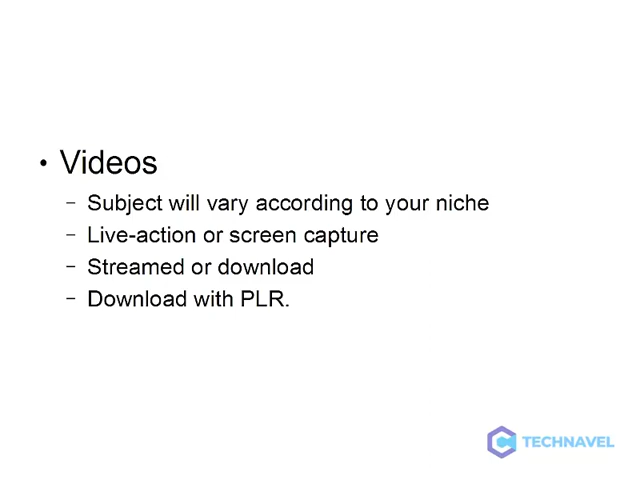 • Videos
– Subject will vary according to your niche
– Live-action or screen capture
– Streamed or download
– Download with PLR.
TECHNAVEL